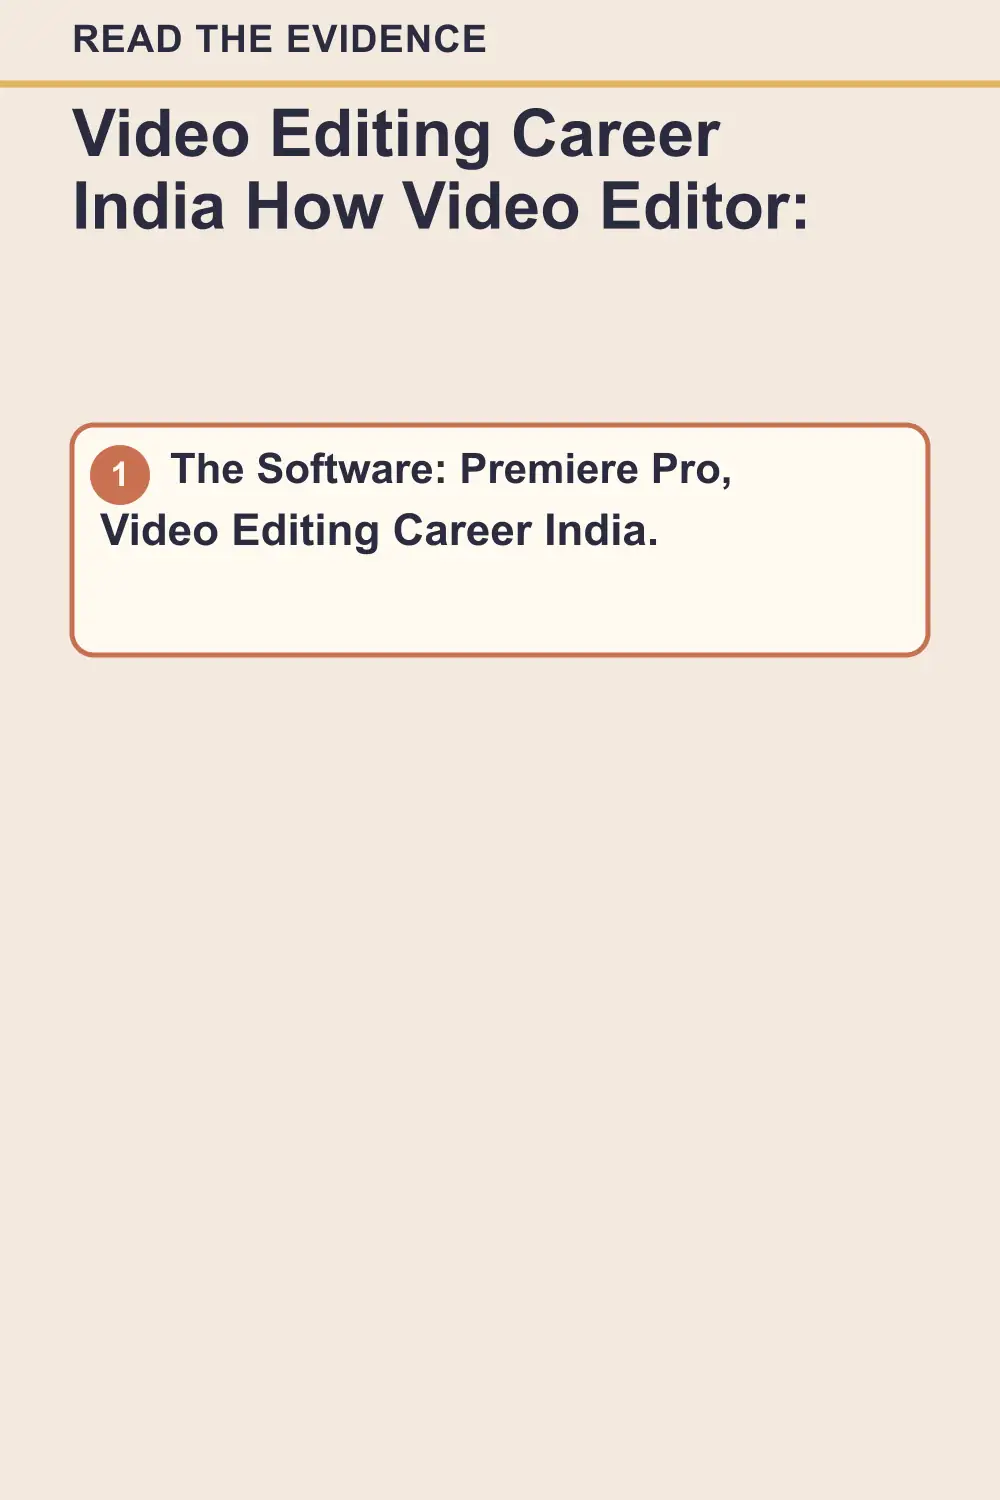 READ THE EVIDENCE
Video Editing Career
India How Video Editor:
1 The Software: Premiere Pro,
Video Editing Career India.